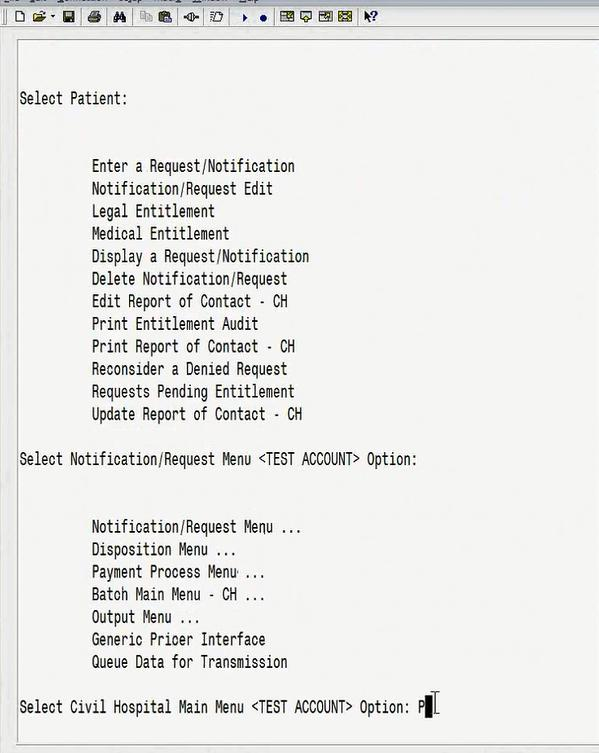 Select Patient:
Enter a Request/Notification
Notification/Request Edit
Legal Entitlement
Medical Entitlement
Display a Request/Notification
Delete Notification/Request
Edit Report of Contact - CH
Print Entitlement Audit
Print Report of Contact - CH
Reconsider a Denied Request
Requests Pending Entitlement
Update Report of Contact - CH
Select Notification/Request Menu <TEST ACCOUNT> Option:
Notification/Request Menu ...
Disposition Menu ...
Payment Process Menu ...
Batch Main Menu - CH ...
Output Menu ...
Generic Pricer Interface
Queue Data for Transmission
Select Civil Hospital Main Menu <TEST ACCOUNT> Option: P